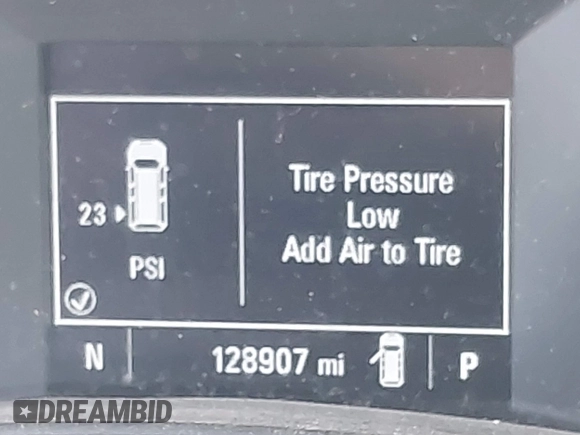 Tire Pressure
Low
Add Air to Tire
23
PSI
N
128907 mi
P
DREAMBID